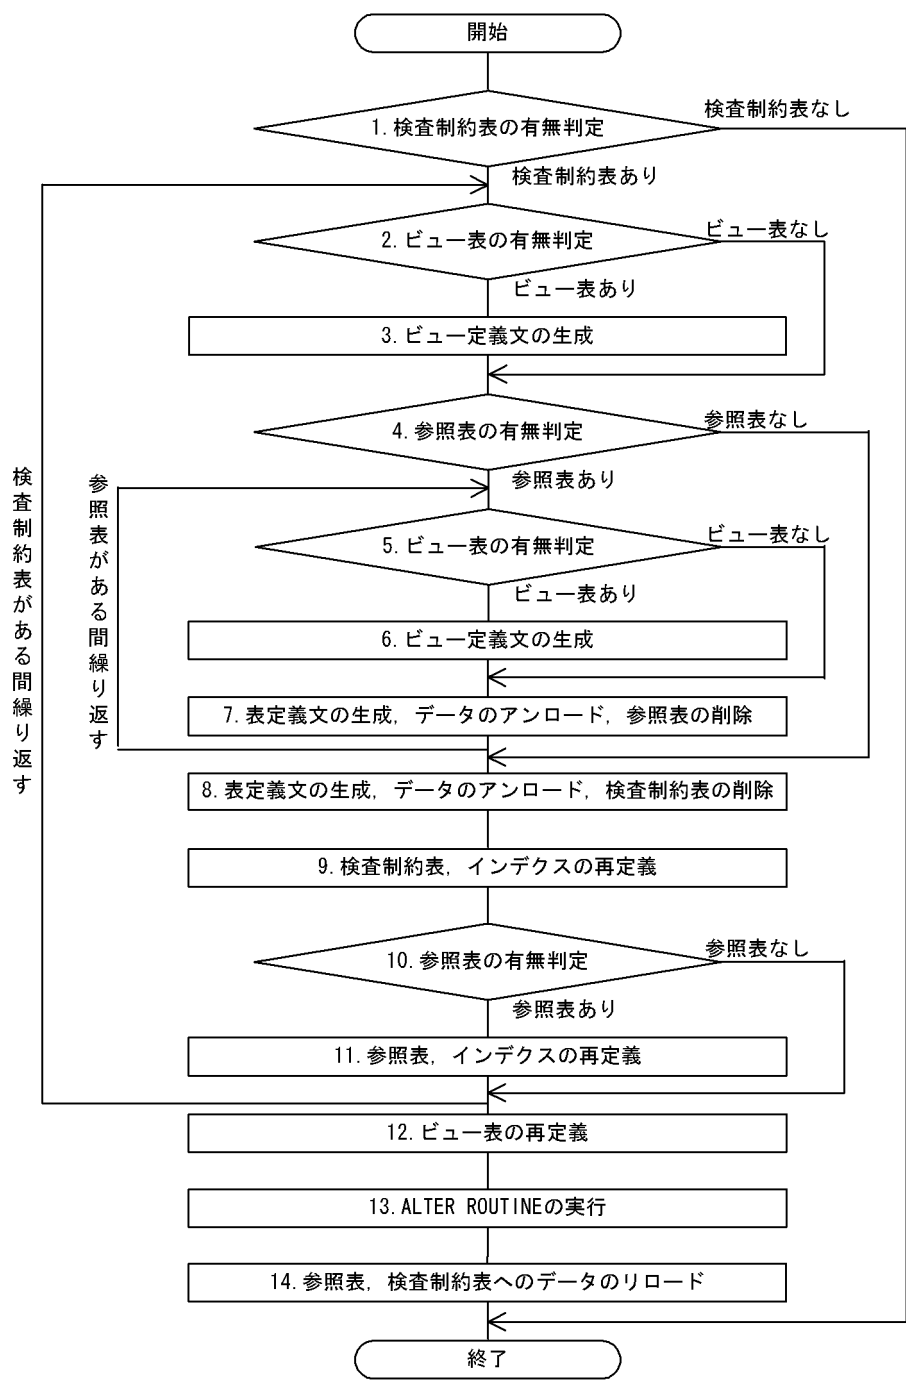 開始
検査制約表なし
1.検査制約表の有無判定
検査制約表あり
ビュー表なし
2.ビュー表の有無判定
ビュー表あり
3.ビュー定義文の生成
参照表なし
4.参照表の有無判定
参照表あり
検査制約表がある間繰り返す
参照表がある間繰り返す
ビュー表なし
5.ビュー表の有無判定
ビュー表あり
6.ビュー定義文の生成
7.表定義文の生成，データのアンロード，参照表の削除
8.表定義文の生成，データのアンロード，検査制約表の削除
9.検査制約表，インデクスの再定義
参照表なし
10.参照表の有無判定
参照表あり
11.参照表，インデクスの再定義
12.ビュー表の再定義
13.ALTER ROUTINEの実行
14.参照表，検査制約表へのデータのリロード
終了